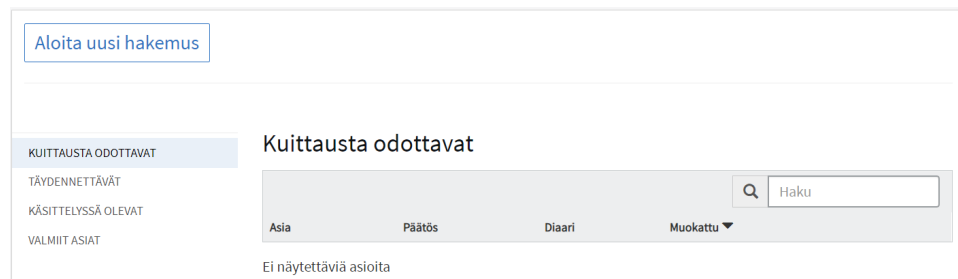 Aloita uusi hakemus
KUITTAUSTA ODOTTAVAT
TÄYDENNETTÄVÄT
KÄSITTELYSSÄ OLEVAT
VALMIIT ASIAT
Kuittausta odottavat
Haku
Asia Päätös Diaari Muokattu
Ei näytettäviä asioita